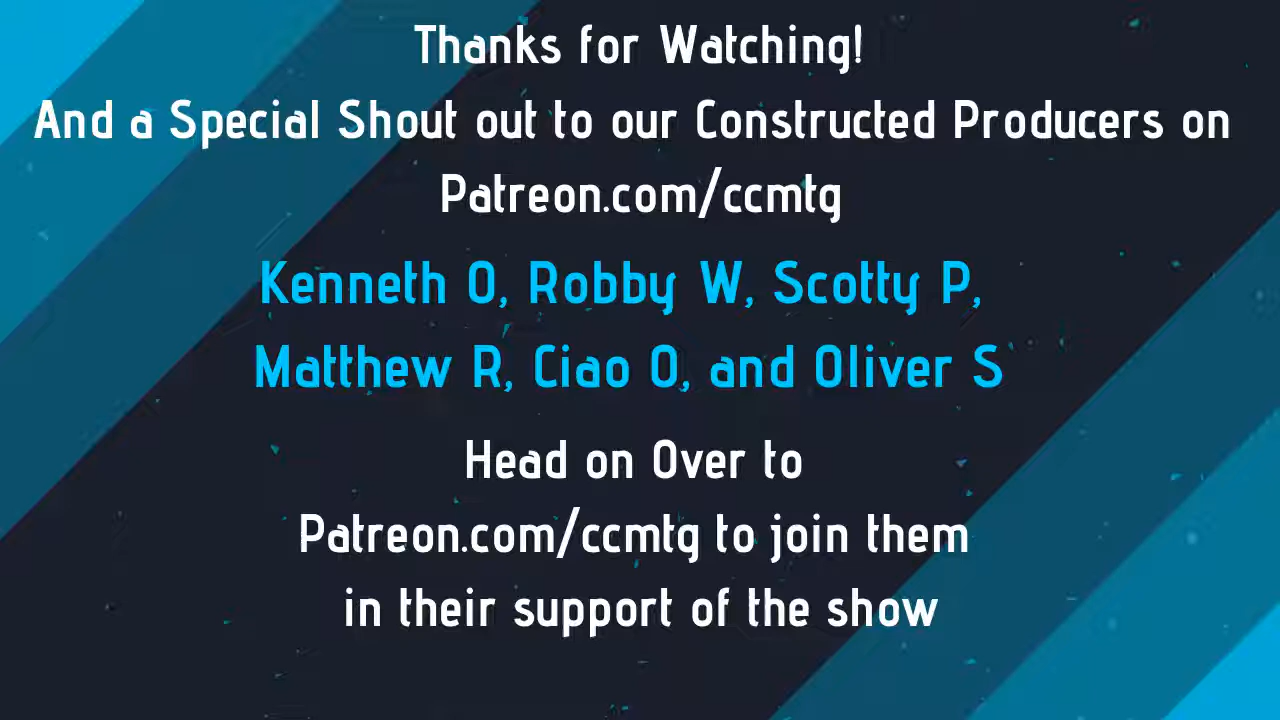 Thanks for Watching!
And a Special Shout out to our Constructed Producers on
Patreon.com/ccmtg
Kenneth O, Robby W, Scotty P,
Matthew R, Ciao O, and Oliver S
Head on Over to
Patreon.com/ccmtg to join them
in their support of the show